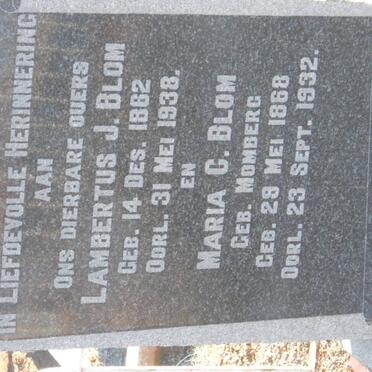 IN LIEFDEVOLLE HERINNERING
AAN
ONS DIERBARE OUERS
LAMBERTUS J. BLOM
GEB. 14 DES. 1862
OORL. 31 MEI 1938.
EN
MARIA C. BLOM
GEB. MOMBERG
GEB. 28 MEI 1868
OORL. 23 SEPT. 1932.